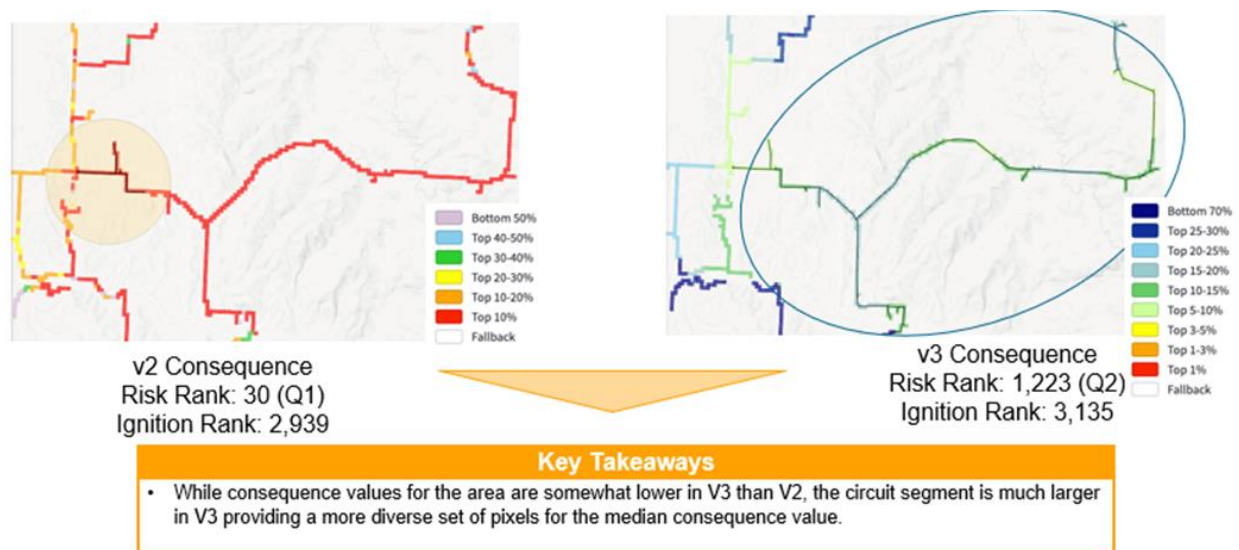 Bottom 50%
Top 40-50%
Top 30-40%
Top 20-30%
Top 10-20%
Top 10%
Fallback
v2 Consequence
Risk Rank: 30 (Q1)
Ignition Rank: 2,939
Bottom 70%
Top 25-30%
Top 20-25%
Top 15-20%
Top 10-15%
Top 5-10%
Top 3-5%
Top 1-3%
Top 1%
Fallback
v3 Consequence
Risk Rank: 1,223 (Q2)
Ignition Rank: 3,135
Key Takeaways
• While consequence values for the area are somewhat lower in V3 than V2, the circuit segment is much larger
in V3 providing a more diverse set of pixels for the median consequence value.